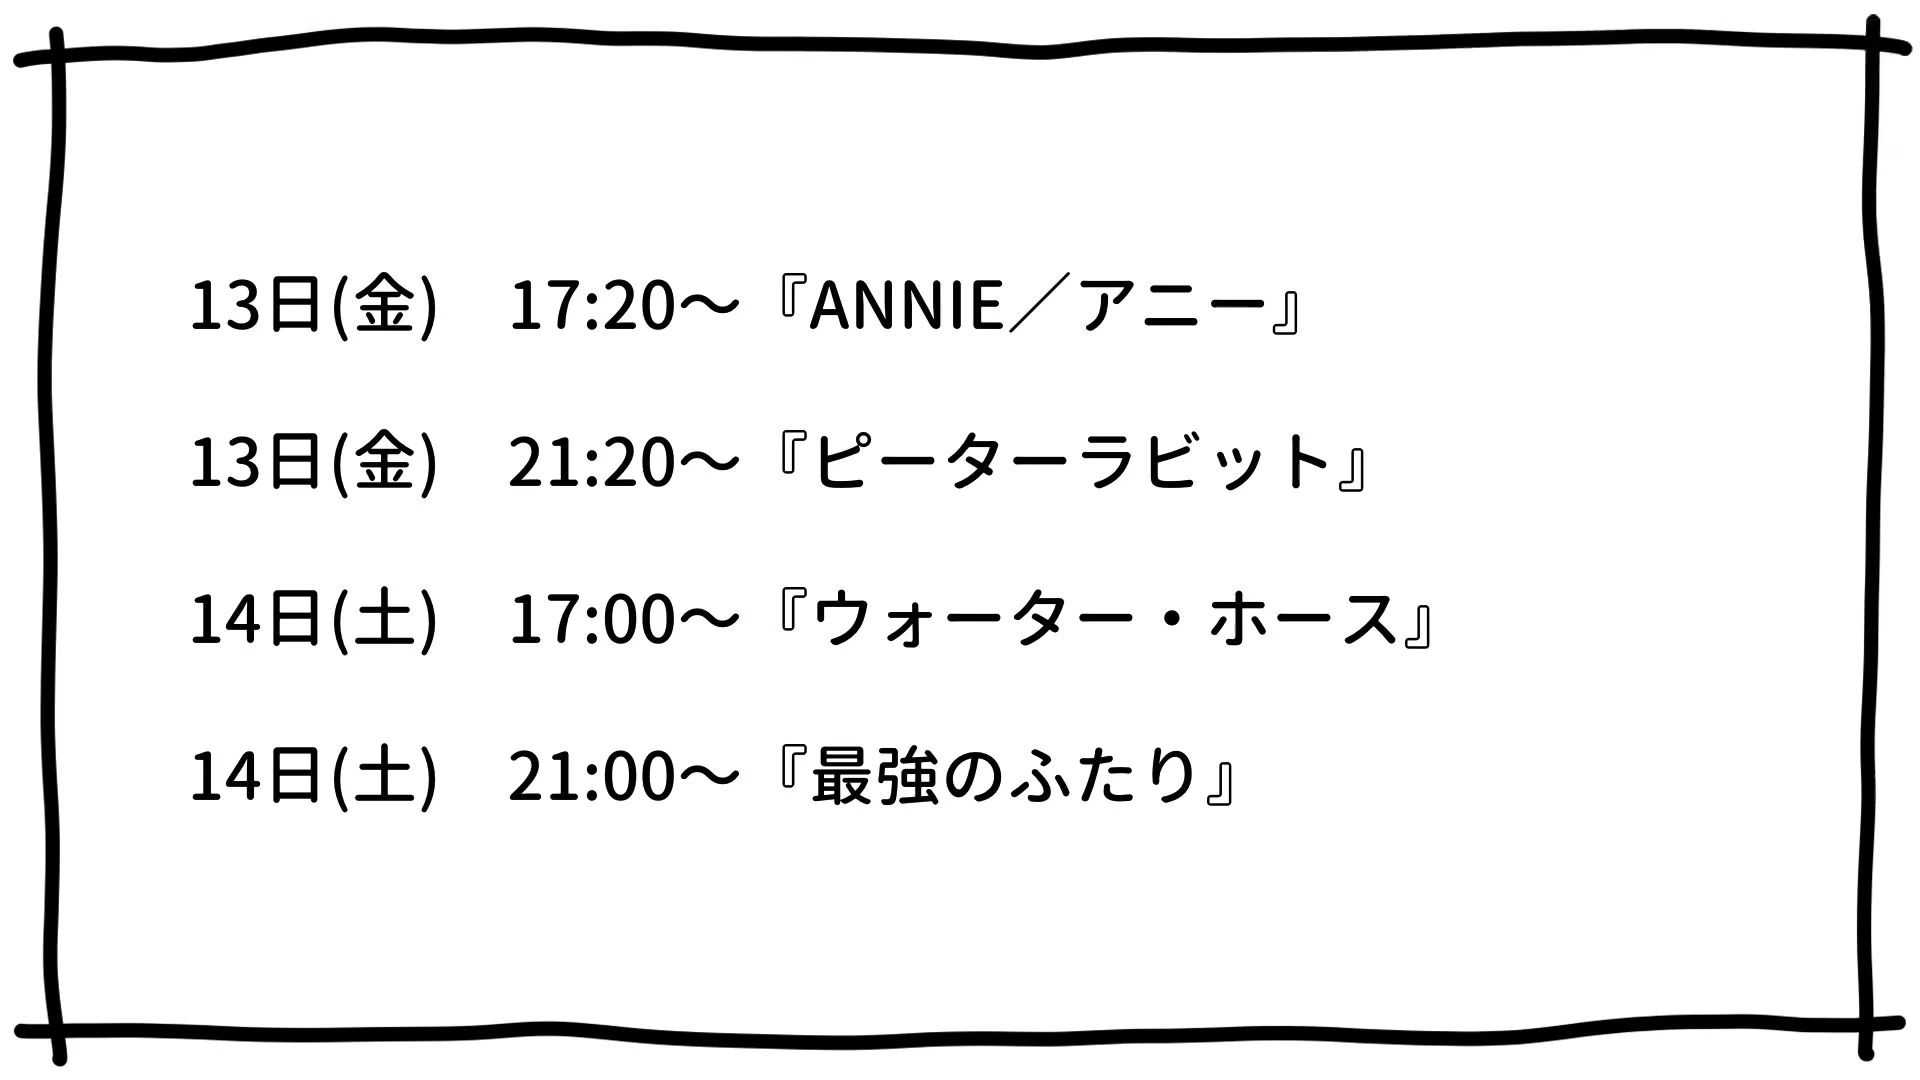 13日(金)　17:20～『ANNIE／アニー』
13日(金)　21:20～『ピーターラビット』
14日(土)　17:00～『ウォーター・ホース』
14日(土)　21:00～『最強のふたり』